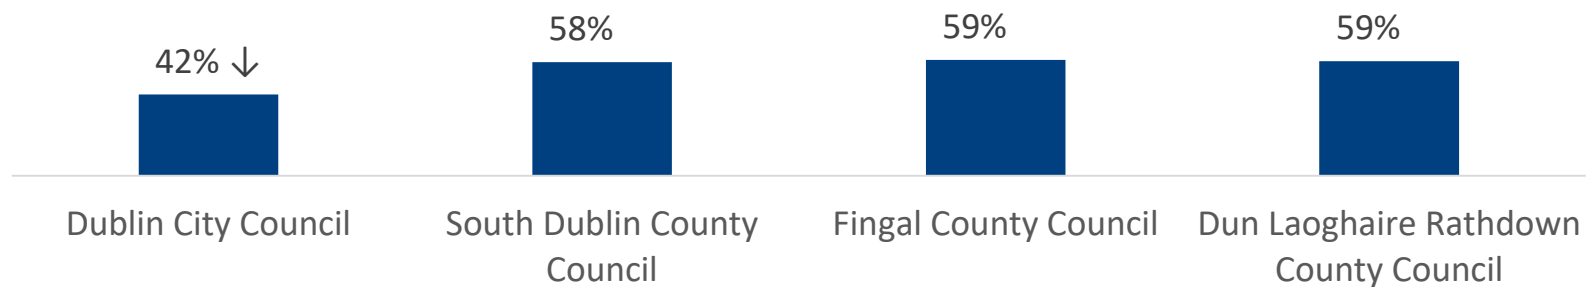 42% ↓
58%
59%
59%
Dublin City Council
South Dublin County
Council
Fingal County Council
Dun Laoghaire Rathdown
County Council